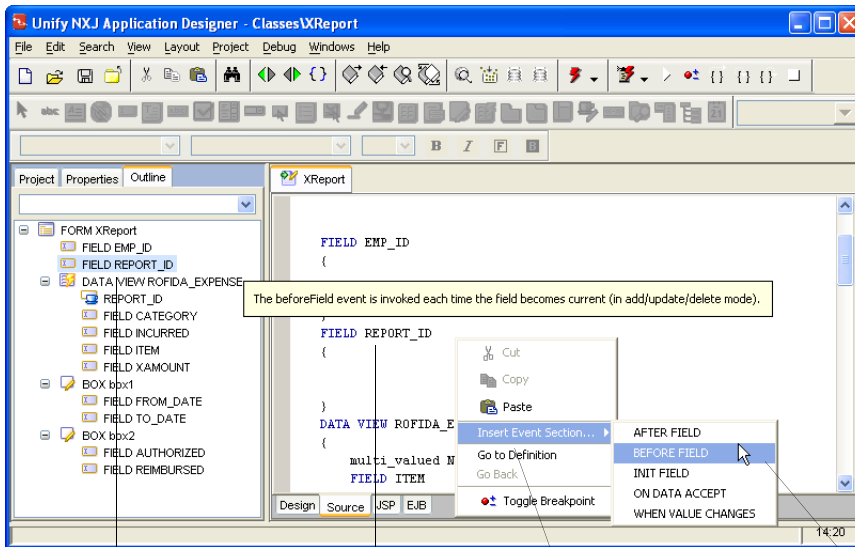 Unify NXJ Application Designer - Classes\XReport
File Edit Search View Layout Project Debug Windows Help
abc
B I F B
Project Properties Outline
XReport
FORM XReport
FIELD EMP_ID
FIELD REPORT_ID
DATA VIEW ROFIDA_EXPENSE
REPORT_ID
FIELD CATEGORY
FIELD INCURRED
FIELD ITEM
FIELD XAMOUNT
BOX box1
FIELD FROM_DATE
FIELD TO_DATE
BOX box2
FIELD AUTHORIZED
FIELD REIMBURSED
FIELD EMP_ID
{
The beforeField event is invoked each time the field becomes current (in add/update/delete mode).
}
FIELD REPORT_ID
{
}
DATA VIEW ROFIDA_E
{
multi_valued N
FIELD ITEM
Cut
Copy
Paste
Insert Event Section...
Go to Definition
Go Back
Toggle Breakpoint
AFTER FIELD
BEFORE FIELD
INIT FIELD
ON DATA ACCEPT
WHEN VALUE CHANGES
Design Source JSP EJB
14:20